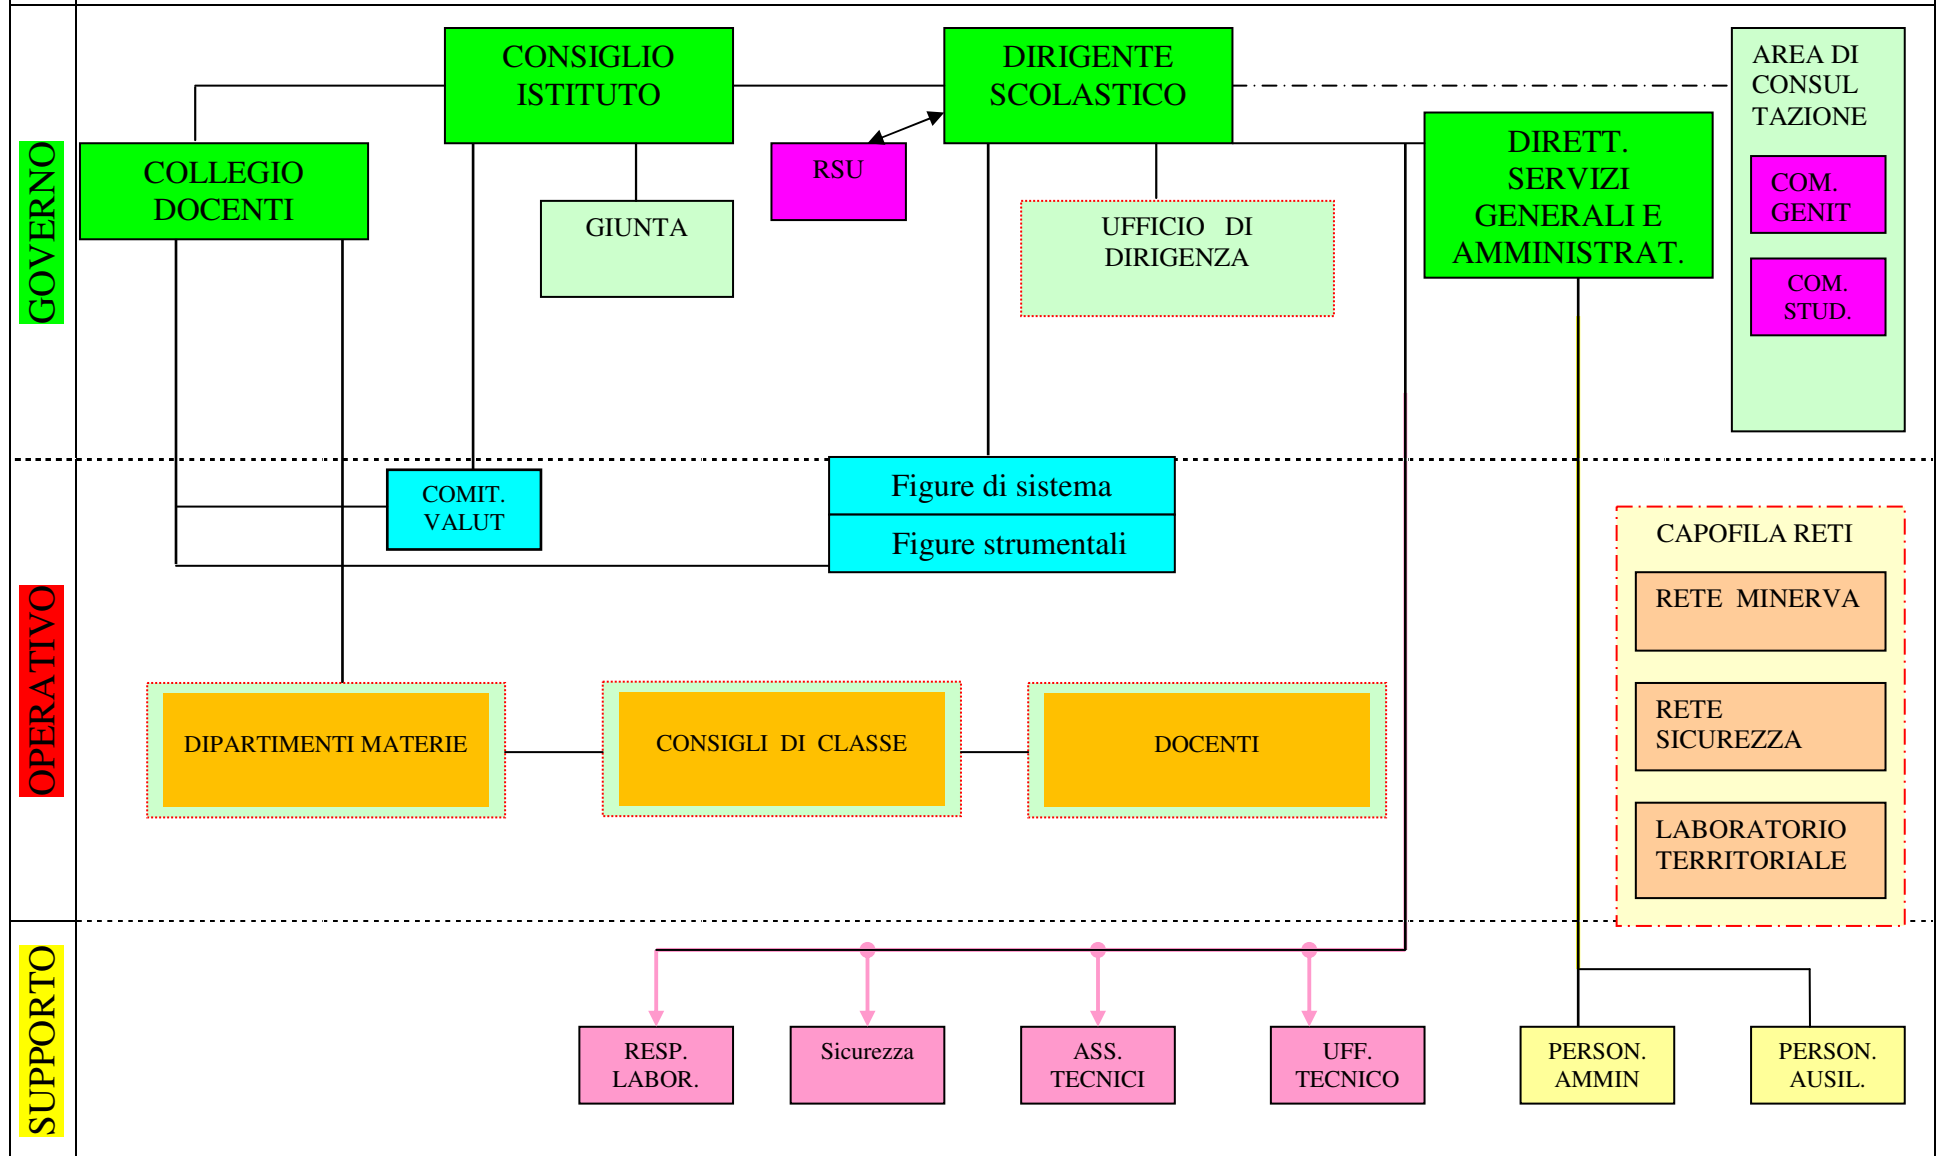 GOVERNO
CONSIGLIO
ISTITUTO
DIRIGENTE
SCOLASTICO
AREA DI
CONSUL
TAZIONE
COM.
GENIT
COM.
STUD.
COLLEGIO
DOCENTI
GIUNTA
RSU
UFFICIO DI
DIRIGENZA
DIRETT.
SERVIZI
GENERALI E
AMMINISTRAT.
OPERATIVO
COMIT.
VALUT
Figure di sistema
Figure strumentali
CAPOFILA RETI
RETE MINERVA
RETE
SICUREZZA
LABORATORIO
TERRITORIALE
DIPARTIMENTI MATERIE
CONSIGLI DI CLASSE
DOCENTI
SUPPORTO
RESP.
LABOR.
Sicurezza
ASS.
TECNICI
UFF.
TECNICO
PERSON.
AMMIN
PERSON.
AUSIL.